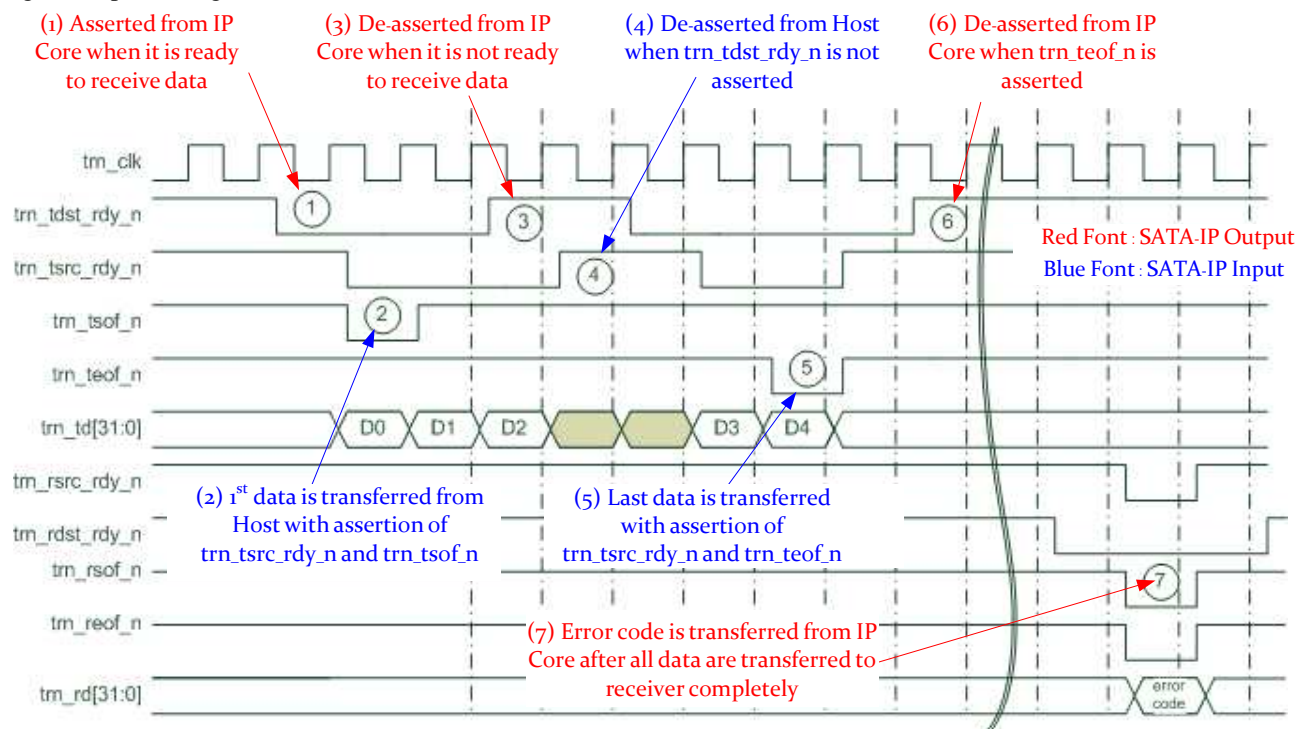 (1) Asserted from IP
Core when it is ready
to receive data
(3) De-asserted from IP
Core when it is not ready
to receive data
(4) De-asserted from Host
when trn_tdst_rdy_n is not
asserted
(6) De-asserted from IP
Core when trn_teof_n is
asserted
trn_clk
trn_tdst_rdy_n
1
3
6
Red Font : SATA-IP Output
Blue Font : SATA-IP Input
trn_tsrc_rdy_n
4
trn_tsof_n
2
trn_teof_n
5
trn_td[31:0]
D0
D1
D2
D3
D4
trn_rsrc_rdy_n
(2) 1st data is transferred from
Host with assertion of
trn_tsrc_rdy_n and trn_tsof_n
(5) Last data is transferred
with assertion of
trn_tsrc_rdy_n and trn_teof_n
trn_rdst_rdy_n
trn_rsof_n
7
trn_reof_n
(7) Error code is transferred from IP
Core after all data are transferred to
receiver completely
trn_rd[31:0]
error
code